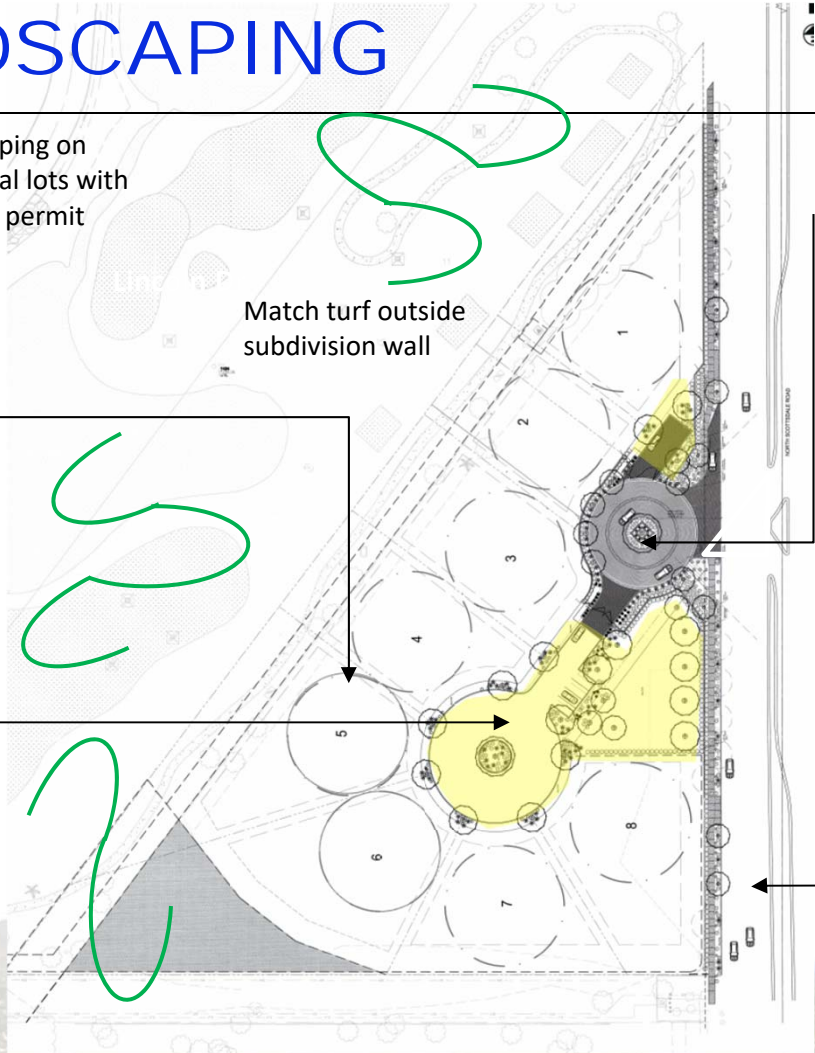 DSCAPING
ping on
al lots with
permit
Match turf outside
subdivision wall
1
2
3
4
5
6
7
8
NORTH SCOTTSDALE ROAD